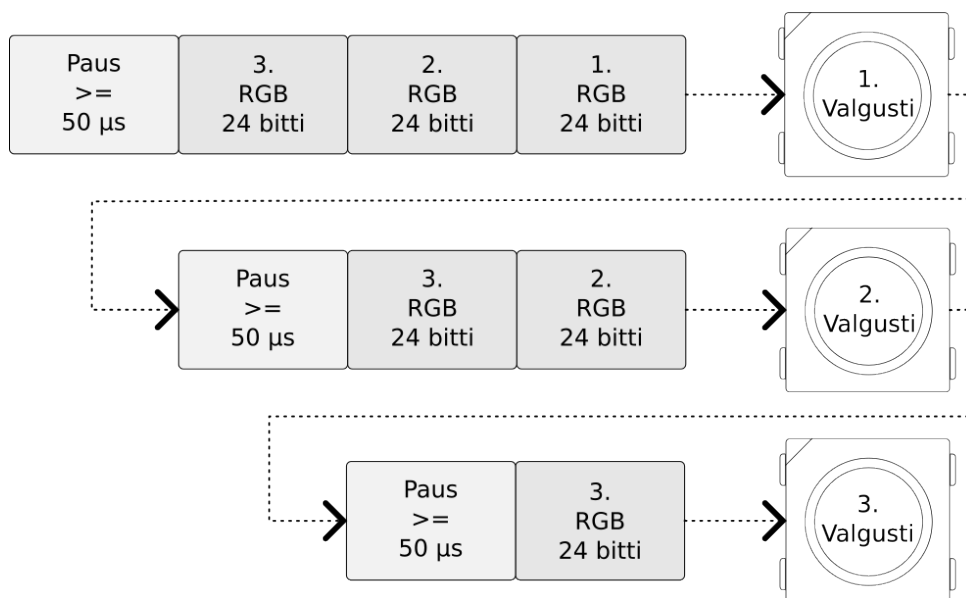 Paus
>=
50 µs
3.
RGB
24 bitti
2.
RGB
24 bitti
1.
RGB
24 bitti
1.
Valgusti
Paus
>=
50 µs
3.
RGB
24 bitti
2.
RGB
24 bitti
2.
Valgusti
Paus
>=
50 µs
3.
RGB
24 bitti
3.
Valgusti